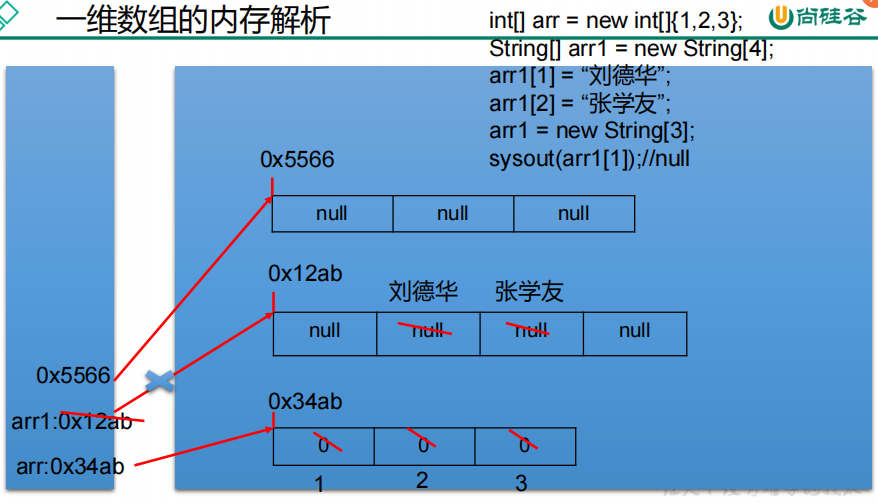 一维数组的内存解析
尚硅谷
int[] arr = new int[]{1,2,3};
String[] arr1 = new String[4];
arr1[1] = “刘德华”;
arr1[2] = “张学友”;
arr1 = new String[3];
sysout(arr1[1]);//null
0x5566
null null null
0x12ab
刘德华 张学友
null null null null
0x5566
arr1:0x12ab
arr:0x34ab
0x34ab
0 0 0
1 2 3